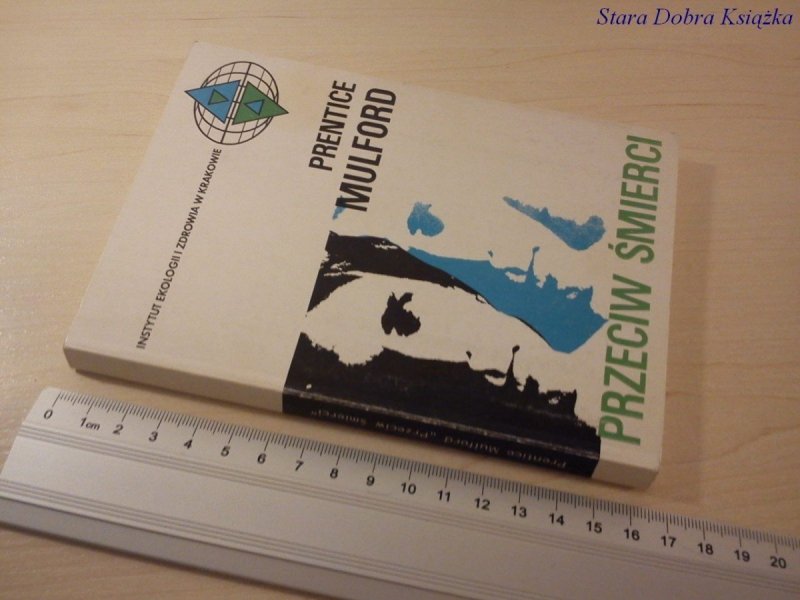 Stara Dobra Książka
INSTYTUT EKOLOGII I ZDROWIA W KRAKOWIE
PRENTICE
MULFORD
PRZECIW ŚMIERCI
Prentice Mulford „Przeciw śmierci"
0 1cm 2 3 4 5 6 7 8 9 10 11 12 13 14 15 16 17 18 19 20